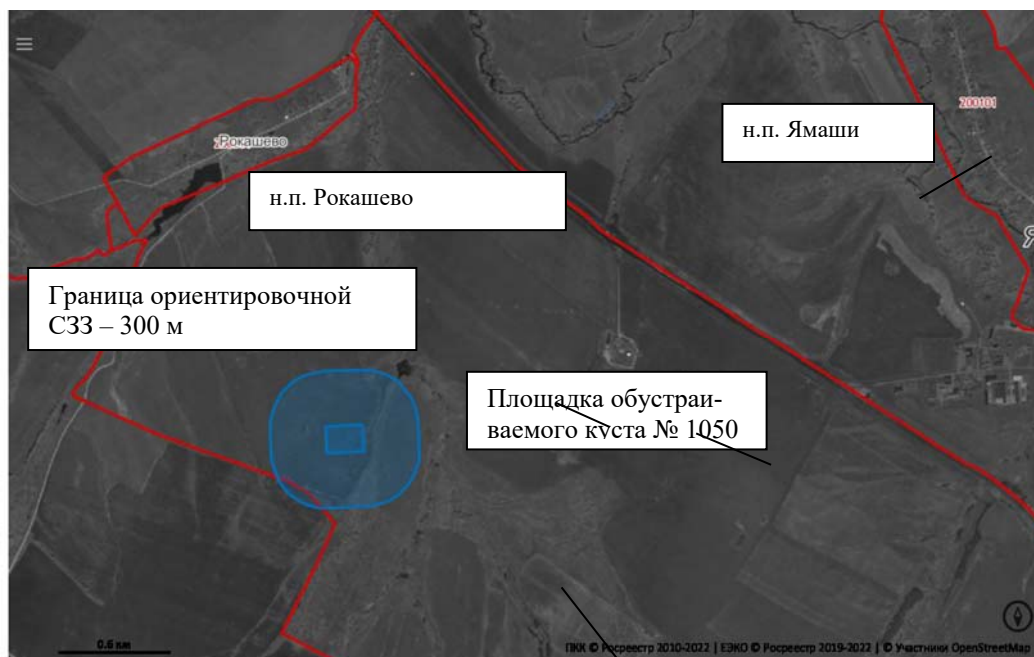 200101
н.п. Ямаши
Рокашево
н.п. Рокашево
Я
Граница ориентировочной
СЗЗ – 300 м
Площадка обустраи-
ваемого куста № 1050
0.6 км
ПКК © Росреестр 2010-2022 | ЕЭКО © Росреестр 2019-2022 | © Участники OpenStreetMap